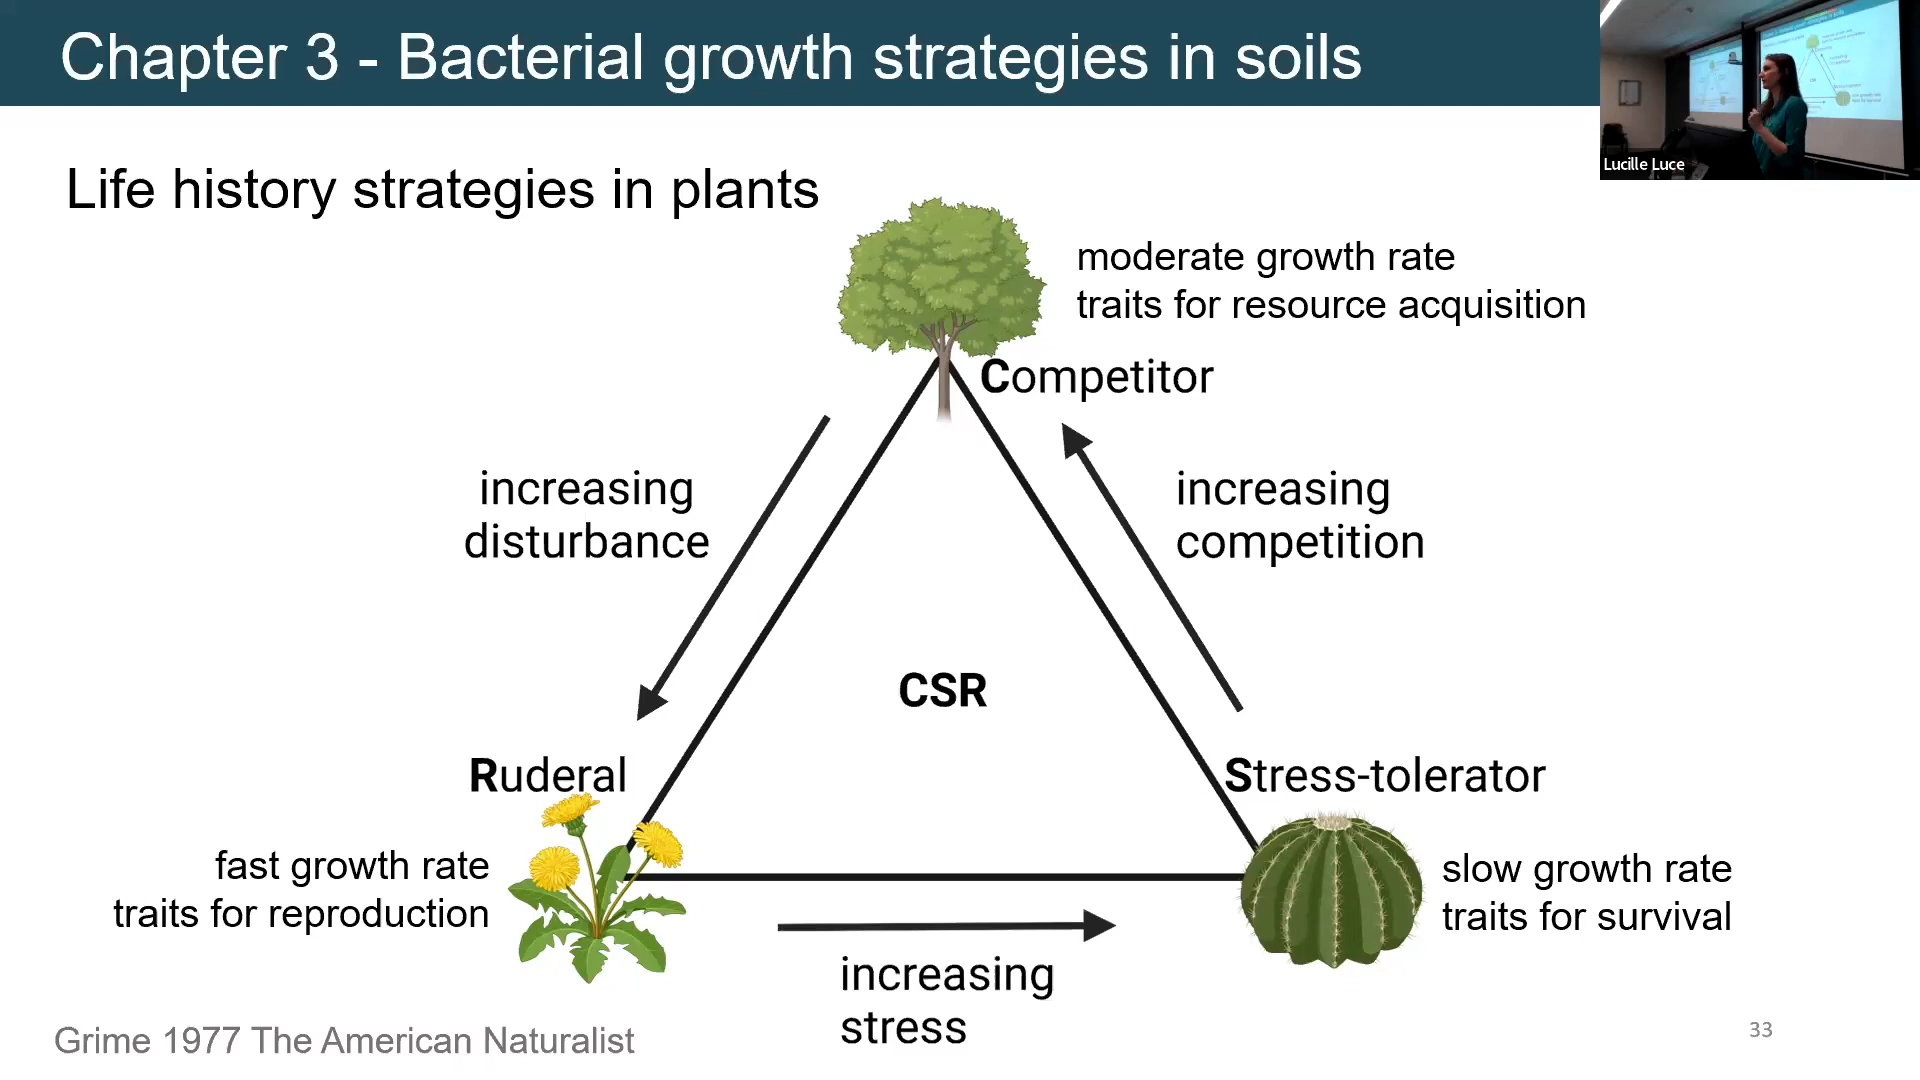 Chapter 3 - Bacterial growth strategies in soils
Lucille Luce
Life history strategies in plants
moderate growth rate
traits for resource acquisition
Competitor
increasing
disturbance
increasing
competition
CSR
Ruderal
Stress-tolerator
fast growth rate
traits for reproduction
slow growth rate
traits for survival
increasing
stress
Grime 1977 The American Naturalist
33